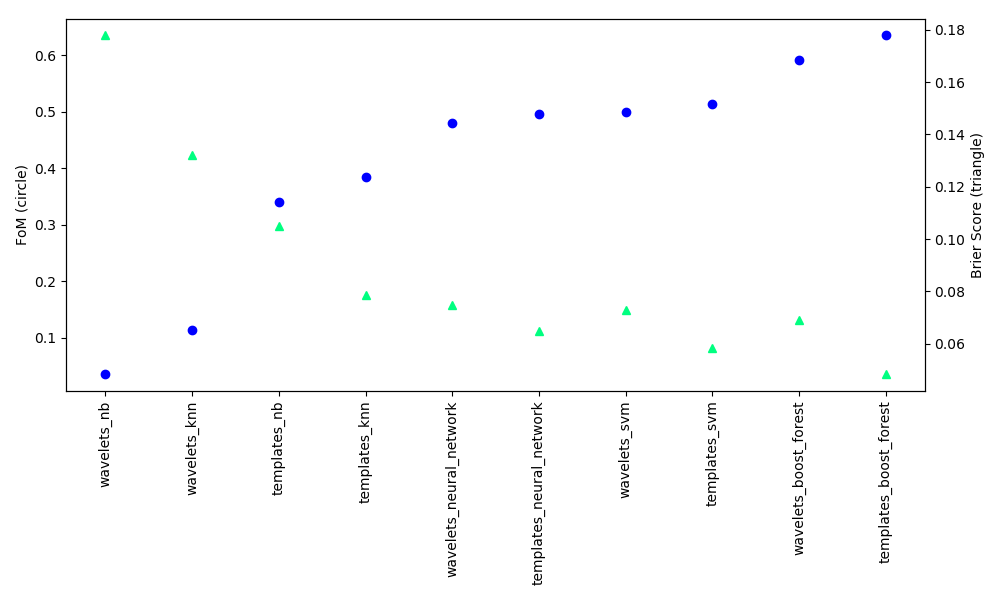 0.6
0.5
0.4
0.3
0.2
0.1
FoM (circle)
0.18
0.16
0.14
0.12
0.10
0.08
0.06
Brier Score (triangle)
wavelets_nb
wavelets_knn
templates_nb
templates_knn
wavelets_neural_network
templates_neural_network
wavelets_svm
templates_svm
wavelets_boost_forest
templates_boost_forest